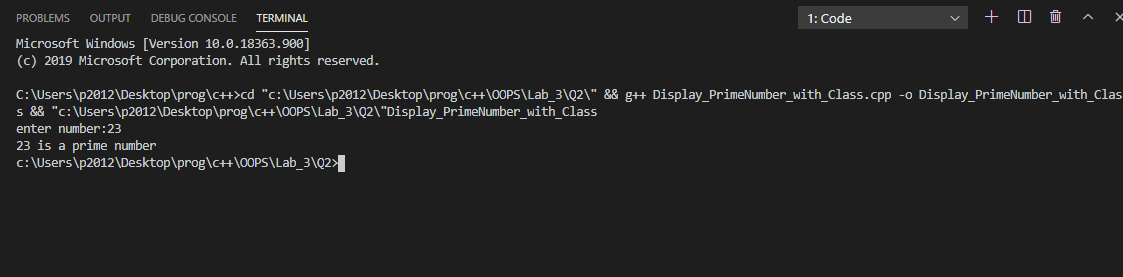 PROBLEMS OUTPUT DEBUG CONSOLE TERMINAL 1: Code
Microsoft Windows [Version 10.0.18363.900]
(c) 2019 Microsoft Corporation. All rights reserved.
C:\Users\p2012\Desktop\prog\c++>cd "c:\Users\p2012\Desktop\prog\c++\OOPS\Lab_3\Q2\" && g++ Display_PrimeNumber_with_Class.cpp -o Display_PrimeNumber_with_Clas
s && "c:\Users\p2012\Desktop\prog\c++\OOPS\Lab_3\Q2\"Display_PrimeNumber_with_Class
enter number:23
23 is a prime number
c:\Users\p2012\Desktop\prog\c++\OOPS\Lab_3\Q2>